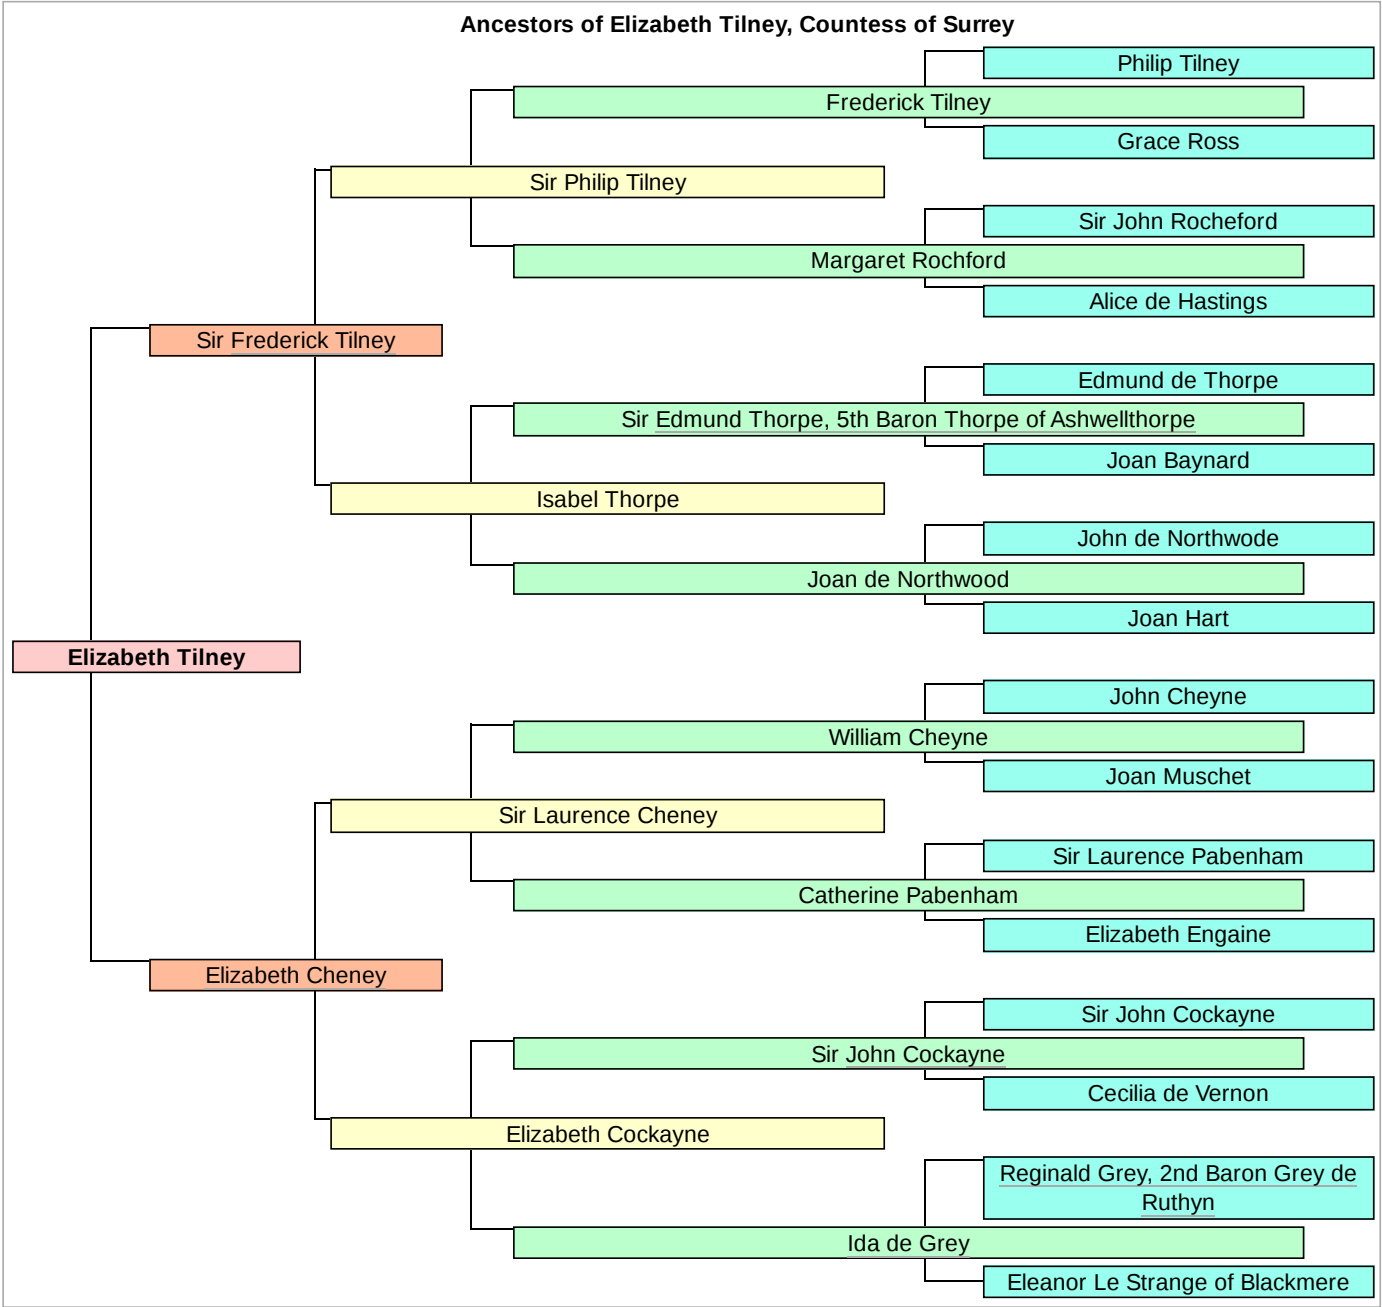 Ancestors of Elizabeth Tilney, Countess of Surrey
Philip Tilney
Frederick Tilney
Grace Ross
Sir Philip Tilney
Sir John Rocheford
Margaret Rochford
Alice de Hastings
Sir Frederick Tilney
Edmund de Thorpe
Sir Edmund Thorpe, 5th Baron Thorpe of Ashwellthorpe
Joan Baynard
Isabel Thorpe
John de Northwode
Joan de Northwood
Joan Hart
Elizabeth Tilney
John Cheyne
William Cheyne
Joan Muschet
Sir Laurence Cheney
Sir Laurence Pabenham
Catherine Pabenham
Elizabeth Engaine
Elizabeth Cheney
Sir John Cockayne
Sir John Cockayne
Cecilia de Vernon
Elizabeth Cockayne
Reginald Grey, 2nd Baron Grey de
Ruthyn
Ida de Grey
Eleanor Le Strange of Blackmere